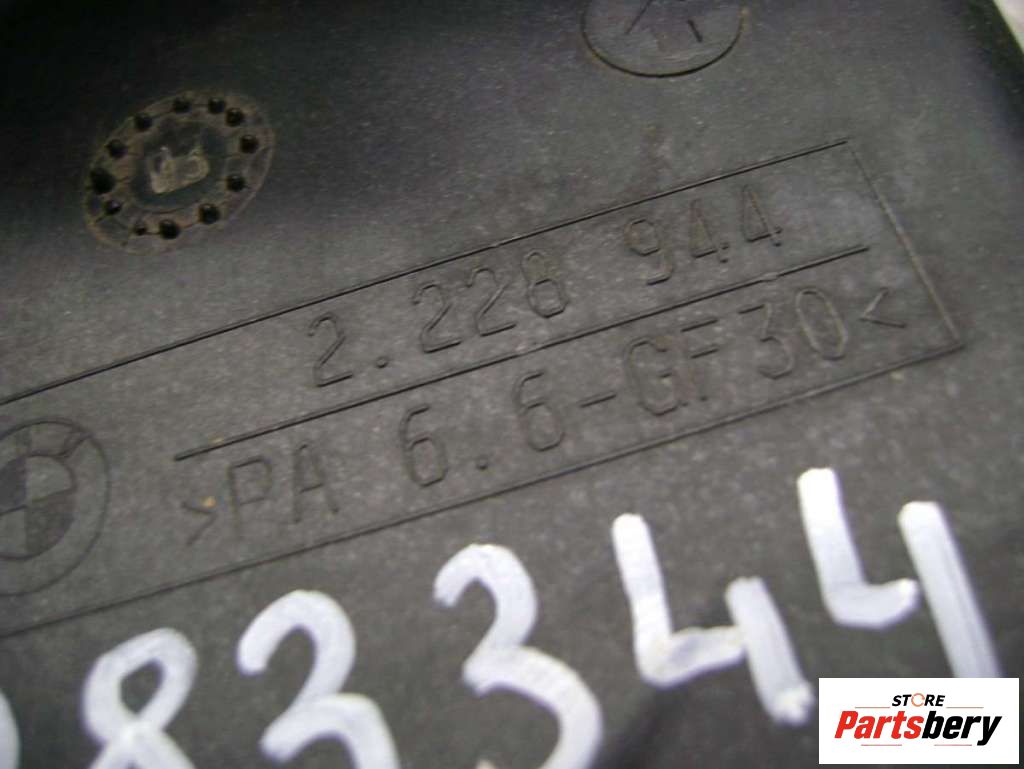 2.228 944
>PA 6.6-GF30<
83344
STORE
Partsbery